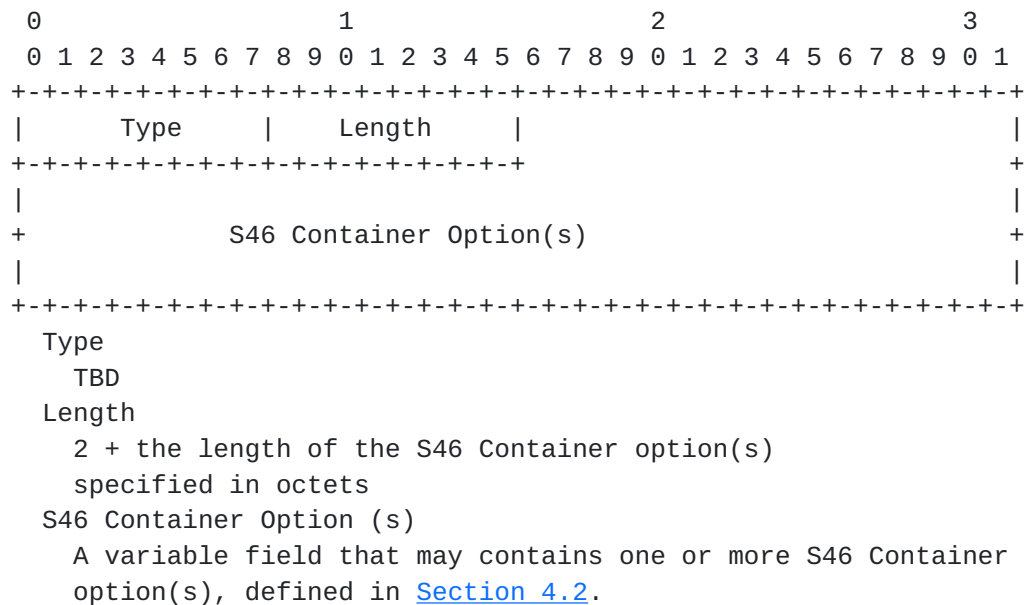 0                   1                   2                   3
 0 1 2 3 4 5 6 7 8 9 0 1 2 3 4 5 6 7 8 9 0 1 2 3 4 5 6 7 8 9 0 1
+-+-+-+-+-+-+-+-+-+-+-+-+-+-+-+-+-+-+-+-+-+-+-+-+-+-+-+-+-+-+-+-+
|      Type     |    Length     |                               |
+-+-+-+-+-+-+-+-+-+-+-+-+-+-+-+-+                               +
|                                                               |
+             S46 Container Option(s)                           +
|                                                               |
+-+-+-+-+-+-+-+-+-+-+-+-+-+-+-+-+-+-+-+-+-+-+-+-+-+-+-+-+-+-+-+-+
  Type
    TBD
  Length
    2 + the length of the S46 Container option(s)
    specified in octets
  S46 Container Option (s)
    A variable field that may contains one or more S46 Container
    option(s), defined in Section 4.2.